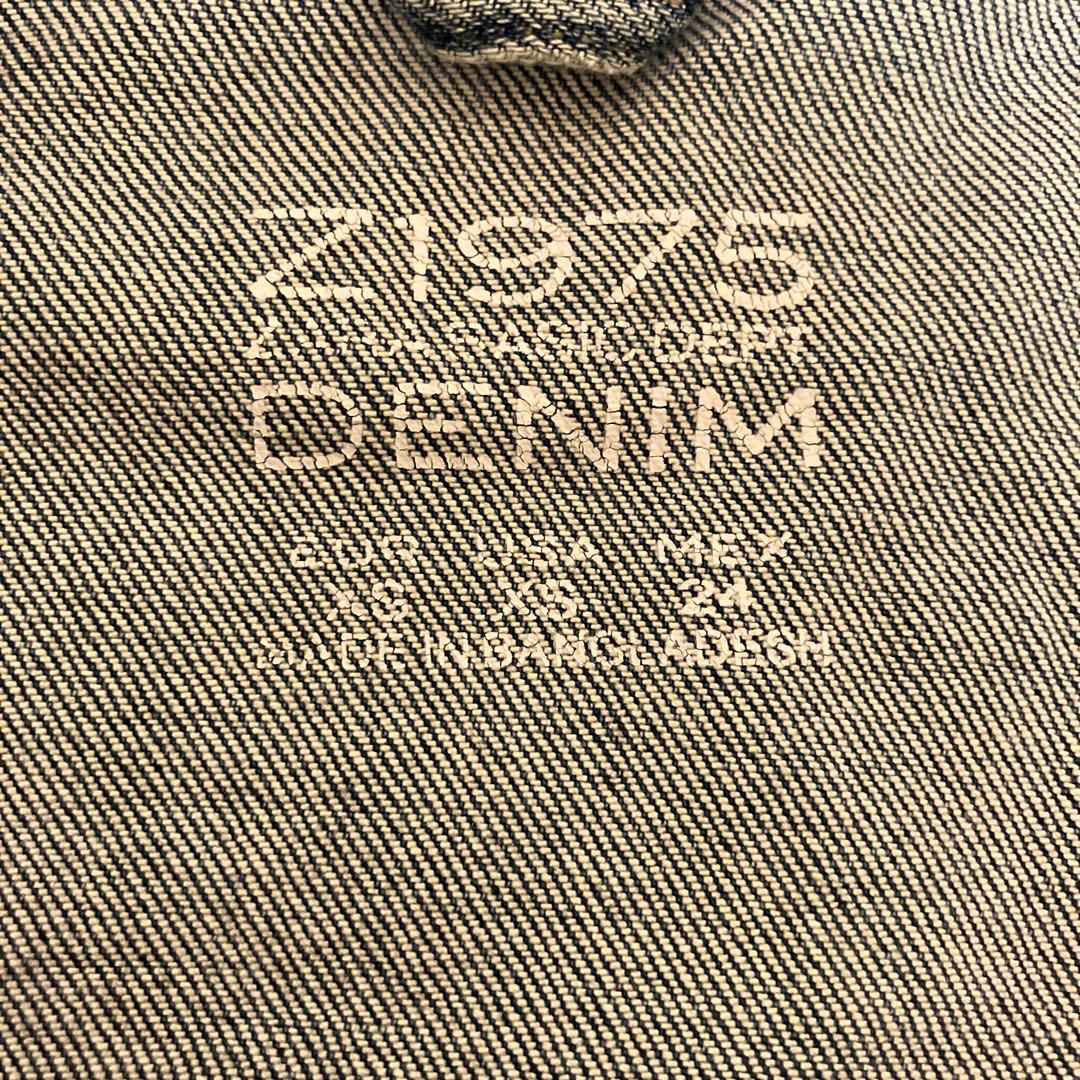 Z1975
BASIC DEPT
DENIM
EUR USA MEX
XS XS 24
MADE IN BANGLADESH